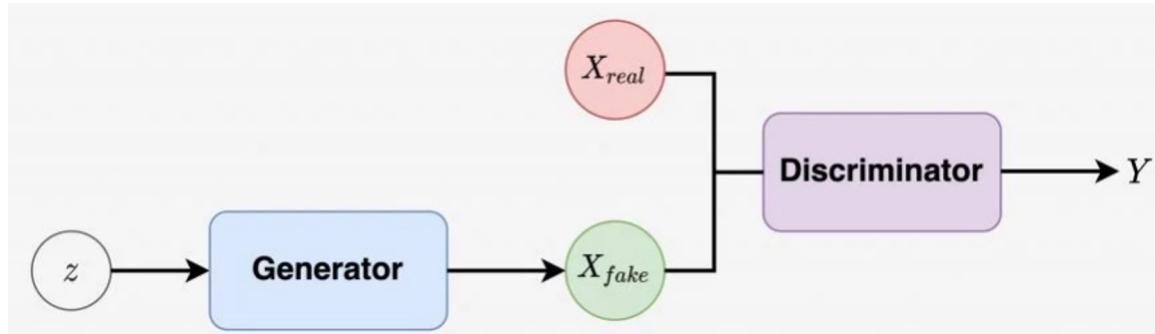 X_real
Discriminator
Y
z
Generator
X_fake